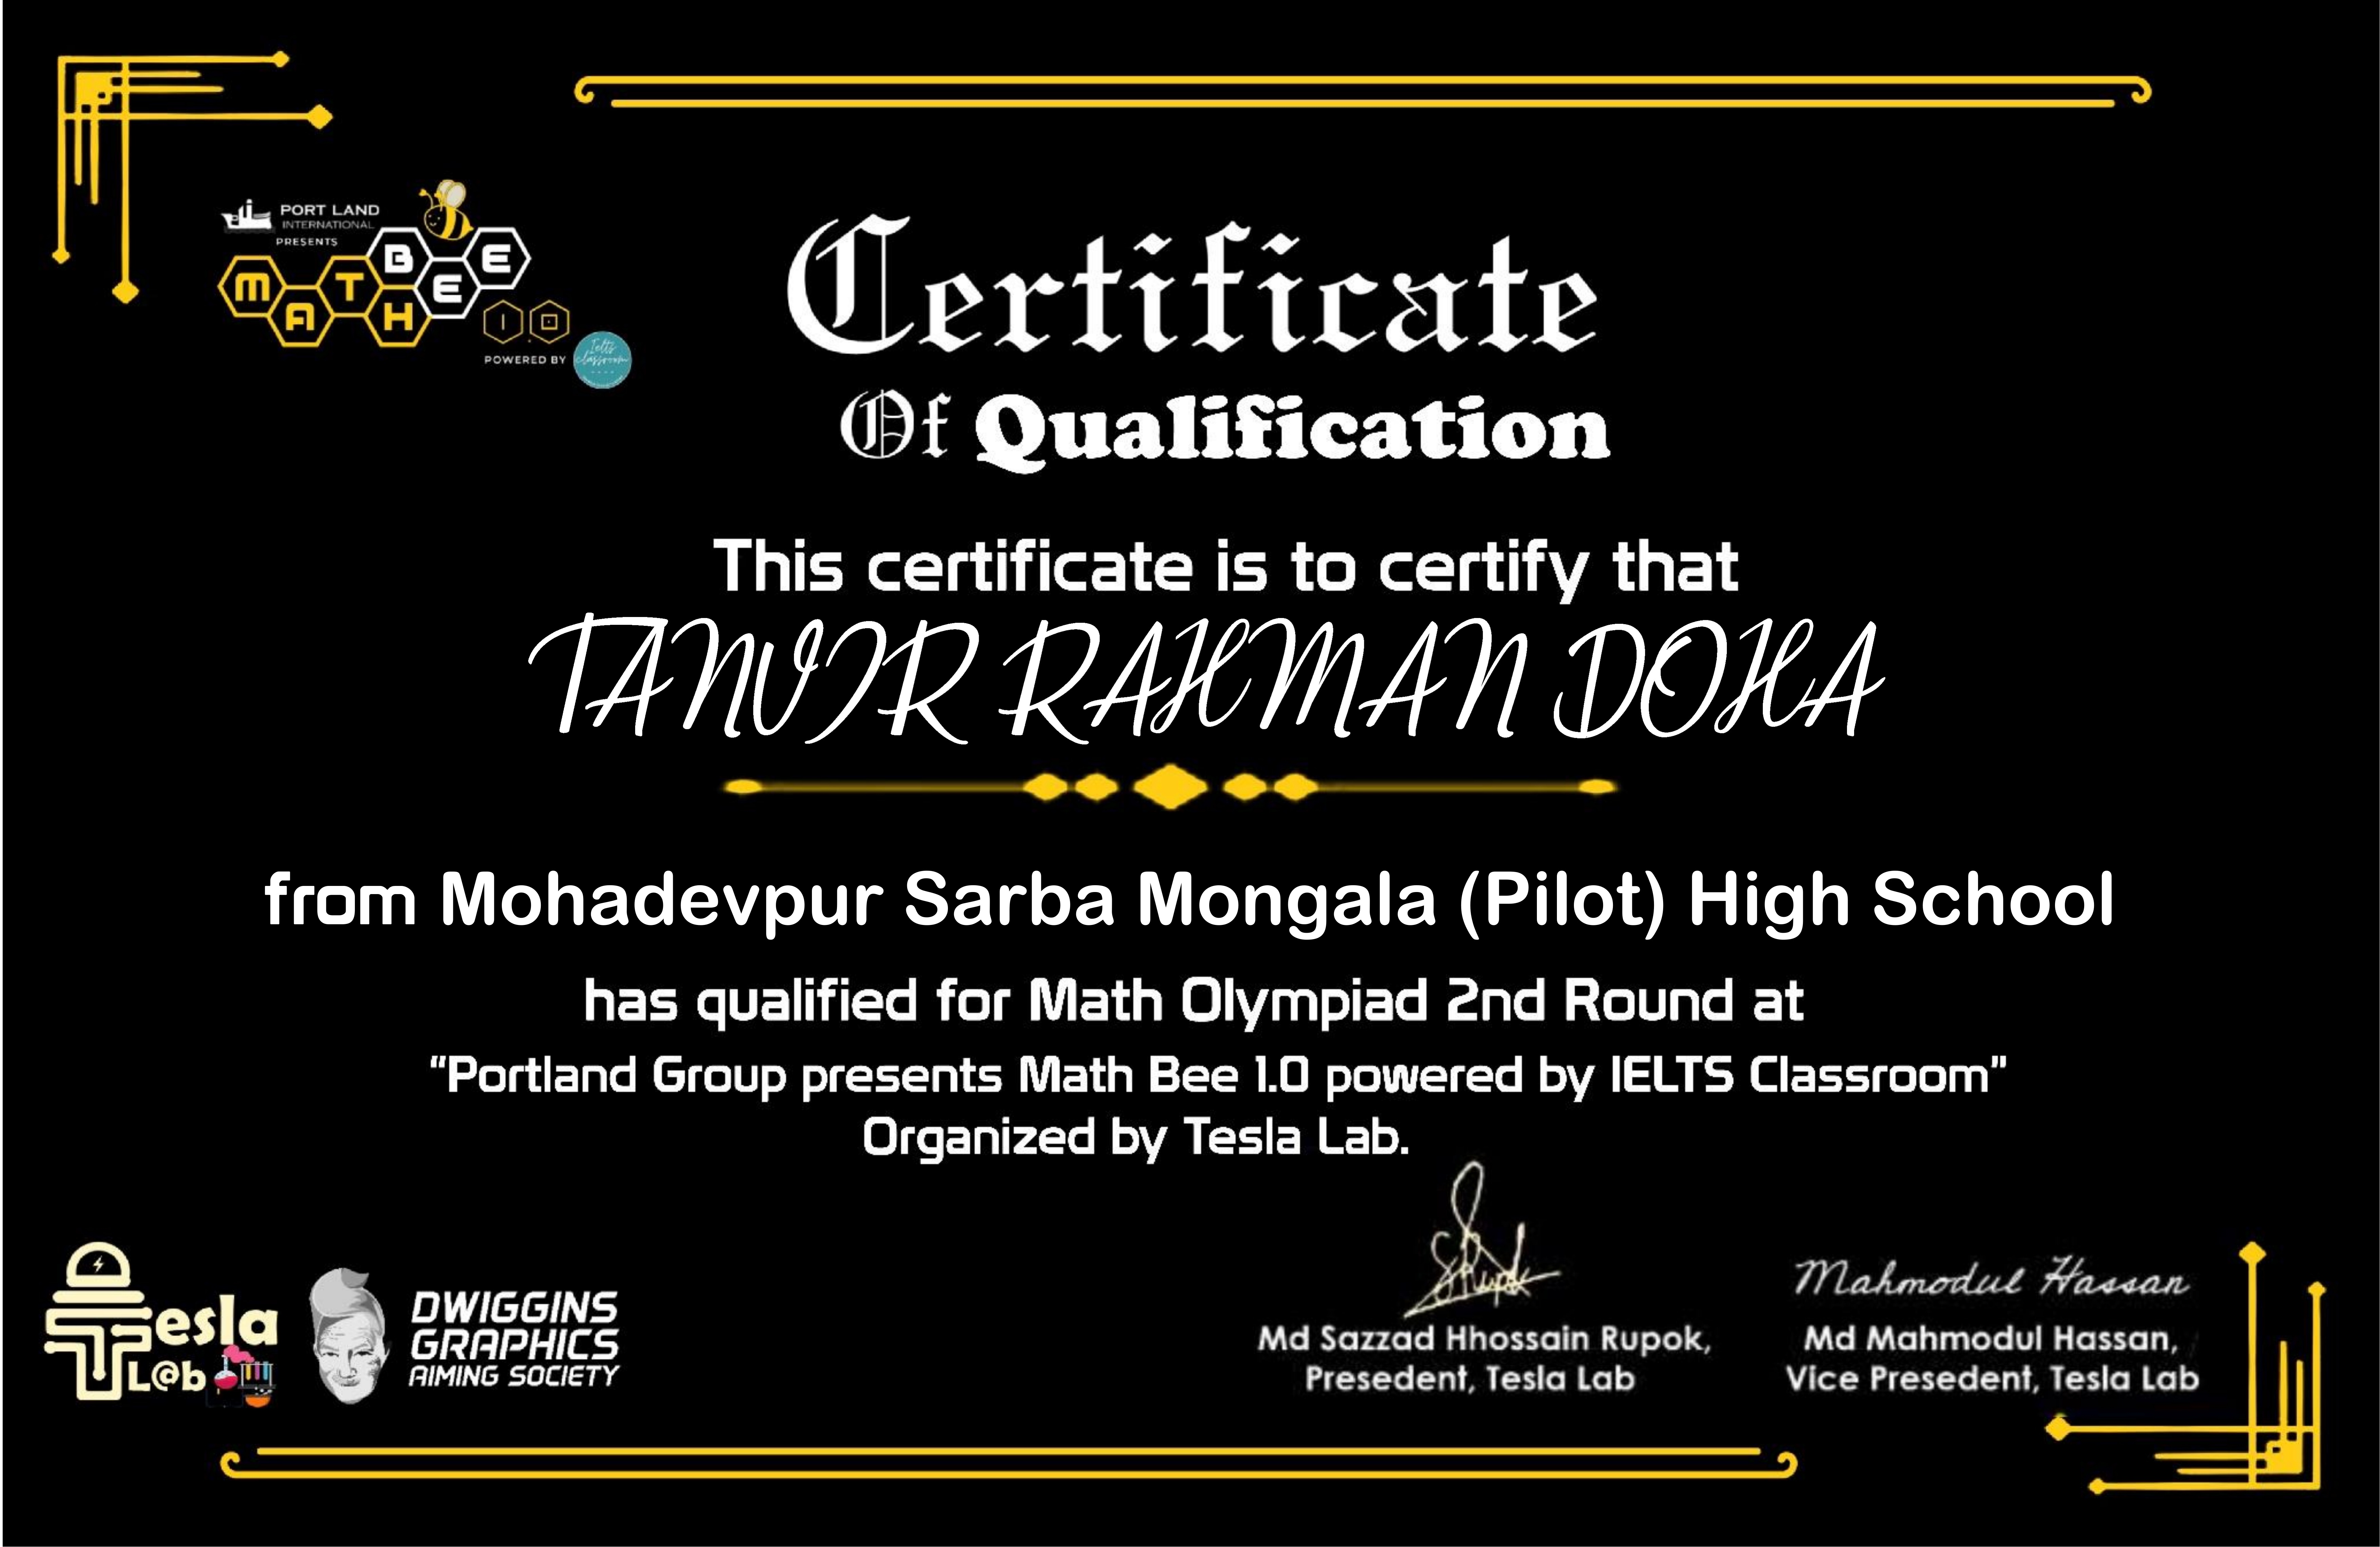 PORT LAND
INTERNATIONAL
PRESENTS
MATH BEE
1.0
POWERED BY
Ielts
classroom
Certificate
Of Qualification
This certificate is to certify that
TANVIR RAHMAN DOHA
from Mohadevpur Sarba Mongala (Pilot) High School
has qualified for Math Olympiad 2nd Round at
"Portland Group presents Math Bee 1.0 powered by IELTS Classroom"
Organized by Tesla Lab.
Tesla
L@b
DWIGGINS
GRAPHICS
AIMING SOCIETY
Md Sazzad Hhossain Rupok,
Presedent, Tesla Lab
Mahmodul Hassan
Md Mahmodul Hassan,
Vice Presedent, Tesla Lab